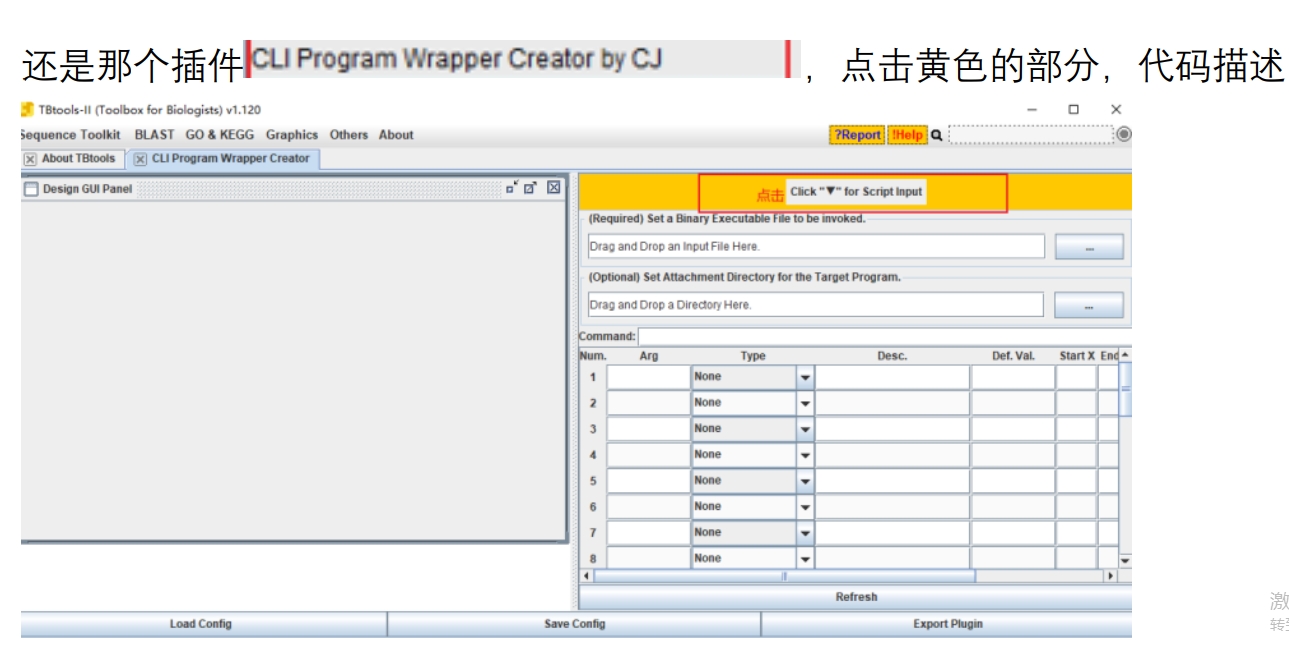 还是那个插件CLI Program Wrapper Creator by CJ，点击黄色的部分，代码描述
TBtools-II (Toolbox for Biologists) v1.120
Sequence Toolkit BLAST GO & KEGG Graphics Others About ?Report !Help
About TBtools CLI Program Wrapper Creator
Design GUI Panel
点击 Click "▼" for Script Input
(Required) Set a Binary Executable File to be invoked.
Drag and Drop an Input File Here. ...
(Optional) Set Attachment Directory for the Target Program.
Drag and Drop a Directory Here. ...
Command:
Num. Arg Type Desc. Def. Val. Start X End
1 None
2 None
3 None
4 None
5 None
6 None
7 None
8 None
Refresh
Load Config Save Config Export Plugin
激
转到